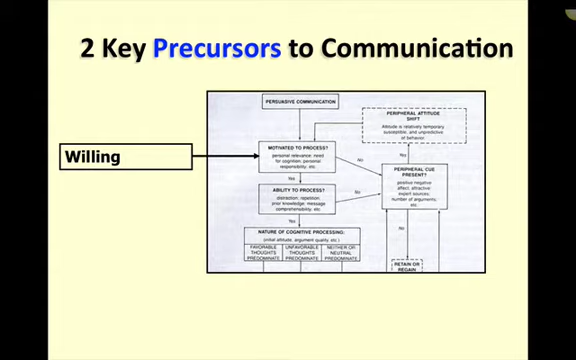 2 Key Precursors to Communication
PERSUASIVE COMMUNICATION
PERIPHERAL ATTITUDE
SHIFT
Attitude is relatively temporary
susceptible, and unpredictive
of behavior.
Willing
MOTIVATED TO PROCESS?
personal relevance; need
for cognition; personal
responsibility; etc.
No
Yes
Yes
PERIPHERAL CUE
PRESENT?
positive/negative
affect, attractive
expert sources;
number of arguments;
etc.
ABILITY TO PROCESS?
distraction; repetition;
prior knowledge; message
comprehensibility; etc.
No
Yes
No
NATURE OF COGNITIVE PROCESSING:
(initial attitude, argument quality, etc.)
FAVORABLE
THOUGHTS
PREDOMINATE
UNFAVORABLE
THOUGHTS
PREDOMINATE
NEITHER OR
NEUTRAL
PREDOMINATE
RETAIN OR
REGAIN